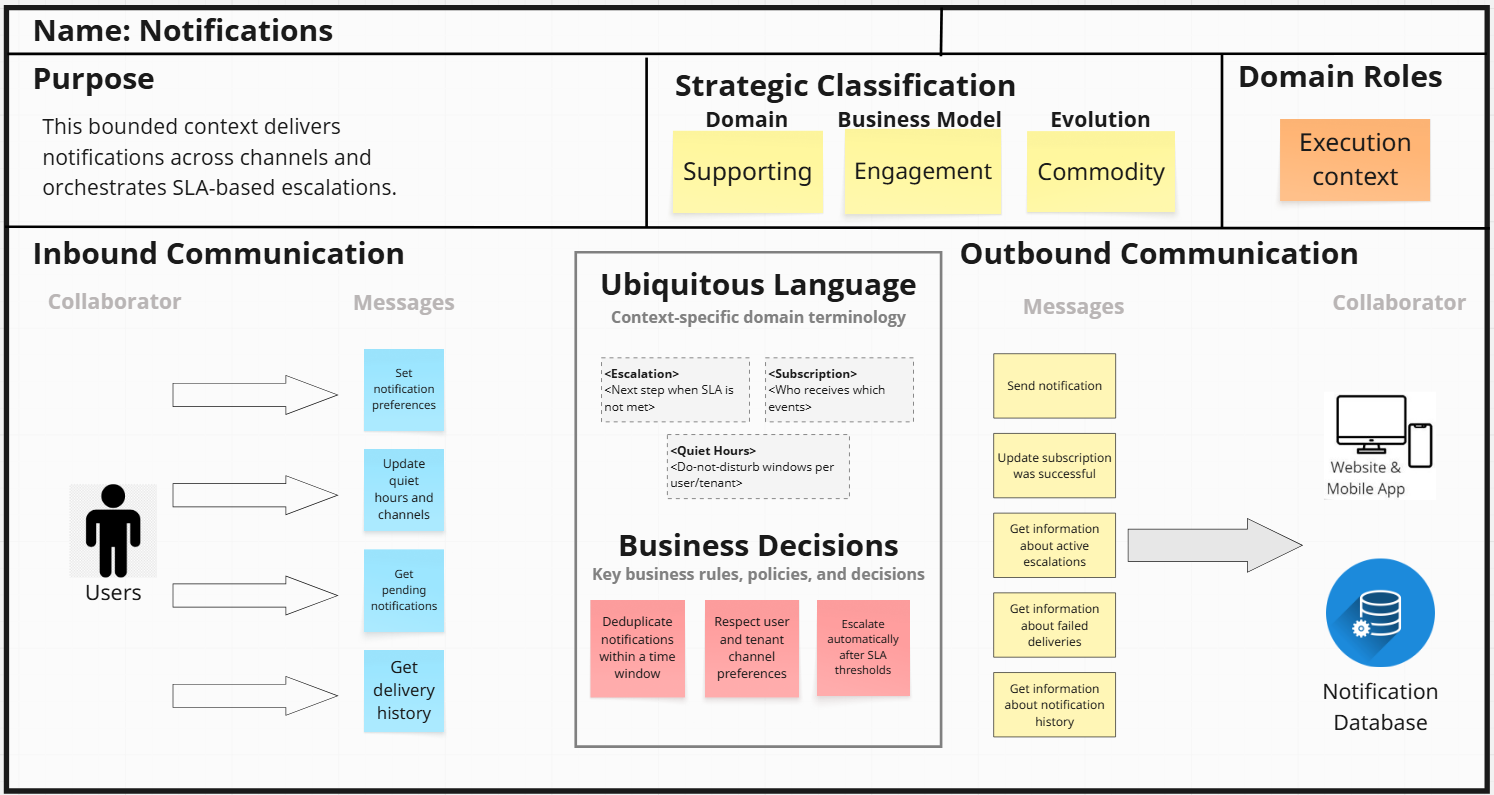 Name: Notifications
Purpose
This bounded context delivers
notifications across channels and
orchestrates SLA-based escalations.
Strategic Classification
Domain
Business Model
Evolution
Supporting
Engagement
Commodity
Domain Roles
Execution
context
Inbound Communication
Collaborator
Messages
Users
Set
notification
preferences
Update
quiet
hours and
channels
Get
pending
notifications
Get
delivery
history
Ubiquitous Language
Context-specific domain terminology
<Escalation>
<Next step when SLA is
not met>
<Subscription>
<Who receives which
events>
<Quiet Hours>
<Do-not-disturb windows per
user/tenant>
Business Decisions
Key business rules, policies, and decisions
Deduplicate
notifications
within a time
window
Respect user
and tenant
channel
preferences
Escalate
automatically
after SLA
thresholds
Outbound Communication
Messages
Collaborator
Send notification
Update subscription
was successful
Get information
about active
escalations
Get information
about failed
deliveries
Get information
about notification
history
Website &
Mobile App
Notification
Database